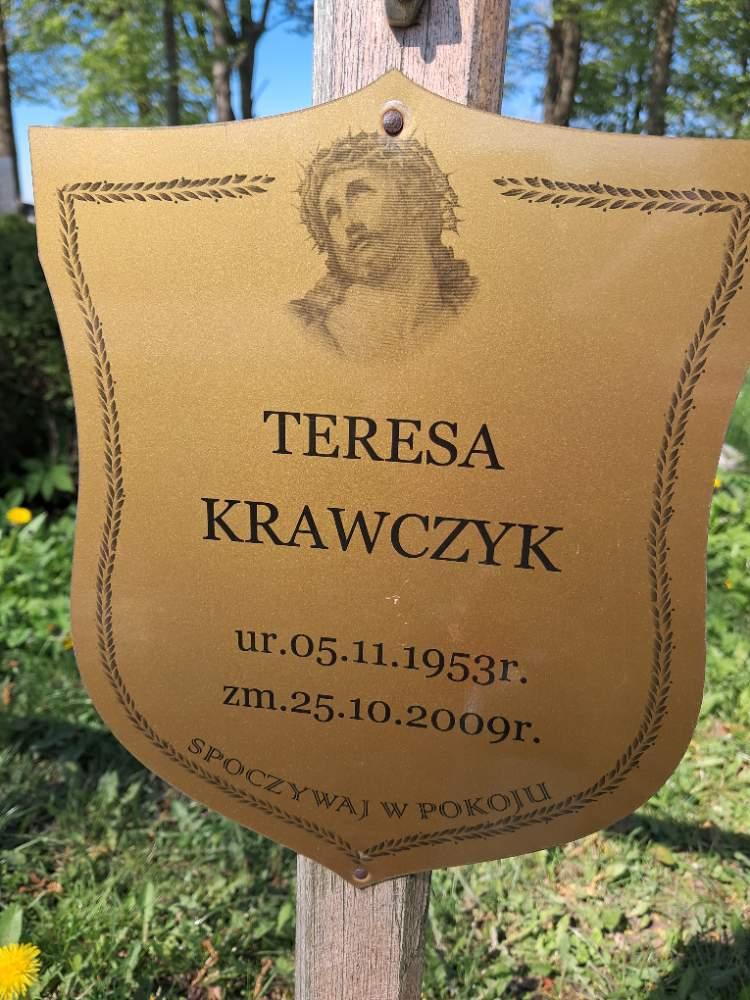 TERESA
KRAWCZYK
ur.05.11.1953r.
zm.25.10.2009r.
SPOCZYWAJ W POKOJU